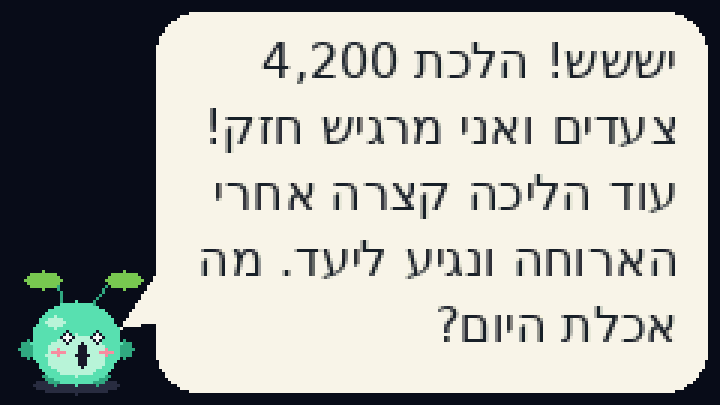 יששש! הלכת 4,200
צעדים ואני מרגיש חזק!
עוד הליכה קצרה אחרי
הארוחה ונגיע ליעד. מה
אכלת היום?